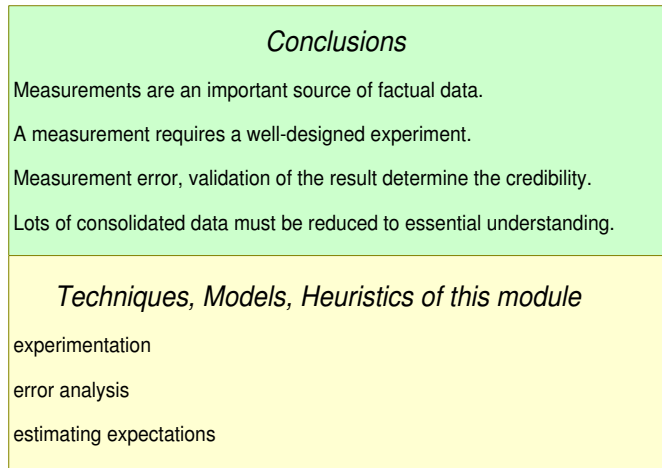 Conclusions
Measurements are an important source of factual data.
A measurement requires a well-designed experiment.
Measurement error, validation of the result determine the credibility.
Lots of consolidated data must be reduced to essential understanding.
Techniques, Models, Heuristics of this module
experimentation
error analysis
estimating expectations